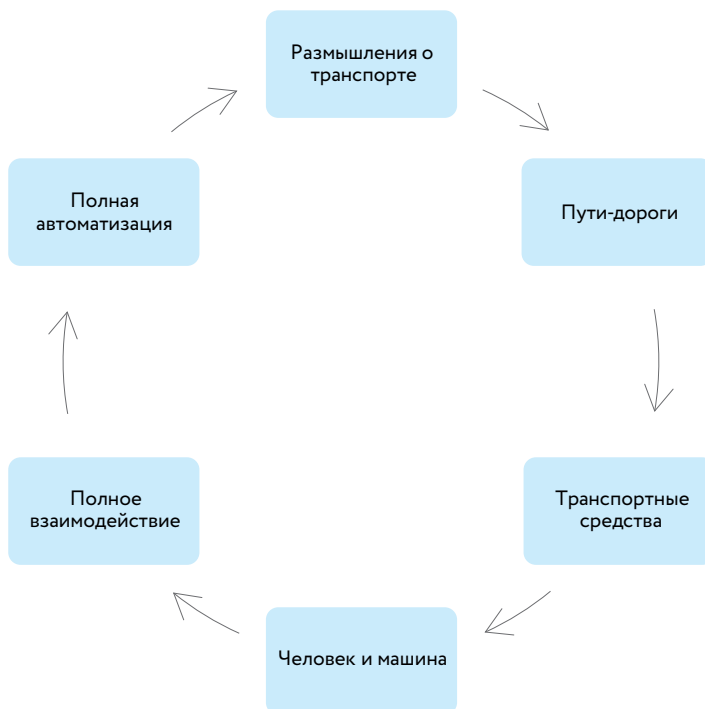 Размышления о
транспорте
Пути-дороги
Транспортные
средства
Человек и машина
Полное
взаимодействие
Полная
автоматизация